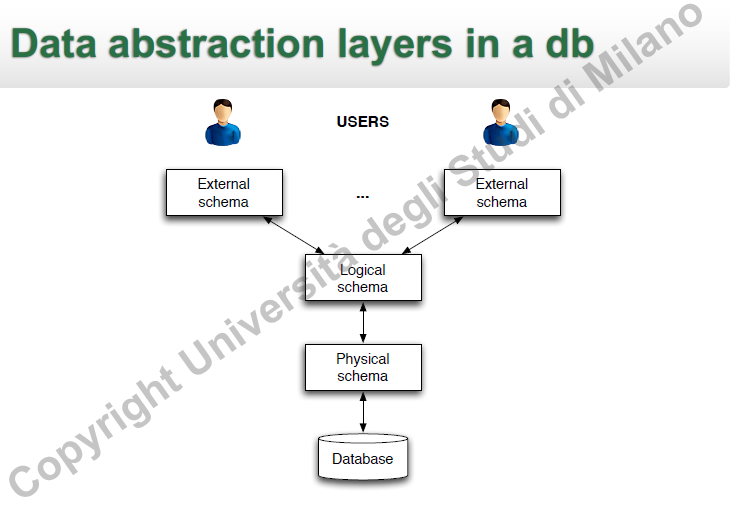 Data abstraction layers in a db
USERS
External
schema
...
External
schema
Logical
schema
Physical
schema
Database
Copyright Università degli Studi di Milano